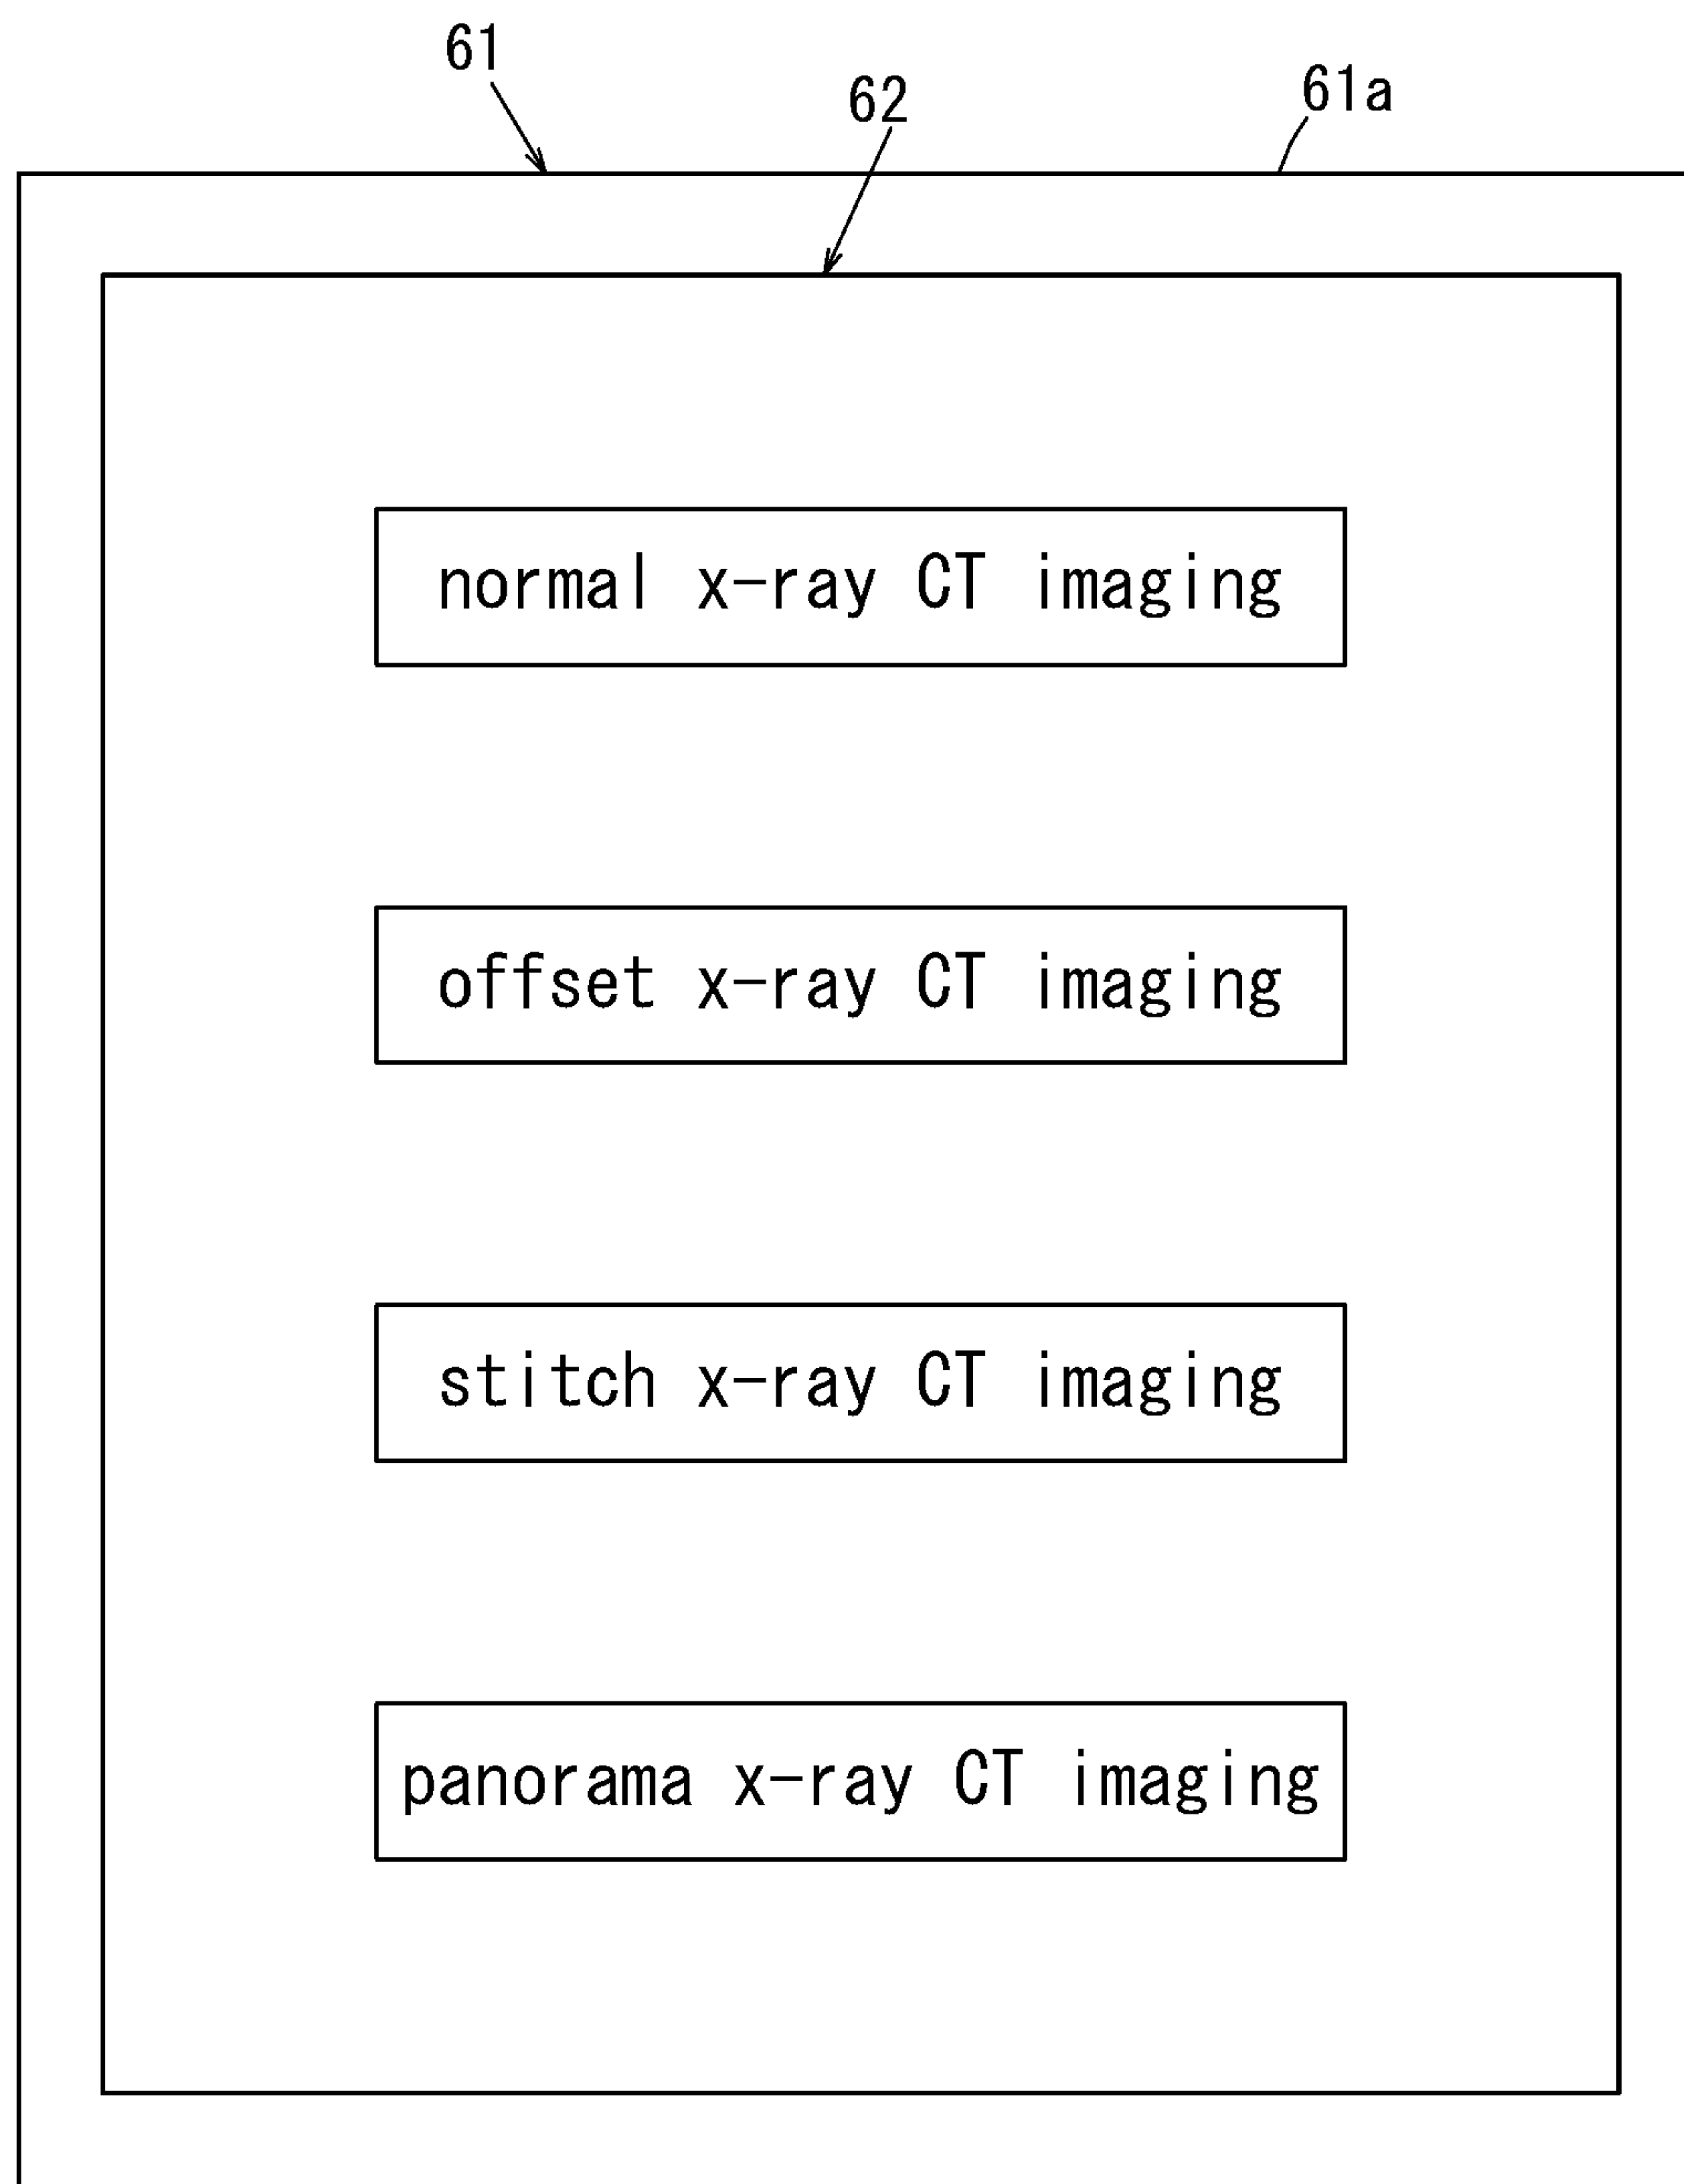 61
62
61a
normal x-ray CT imaging
offset x-ray CT imaging
stitch x-ray CT imaging
panorama x-ray CT imaging